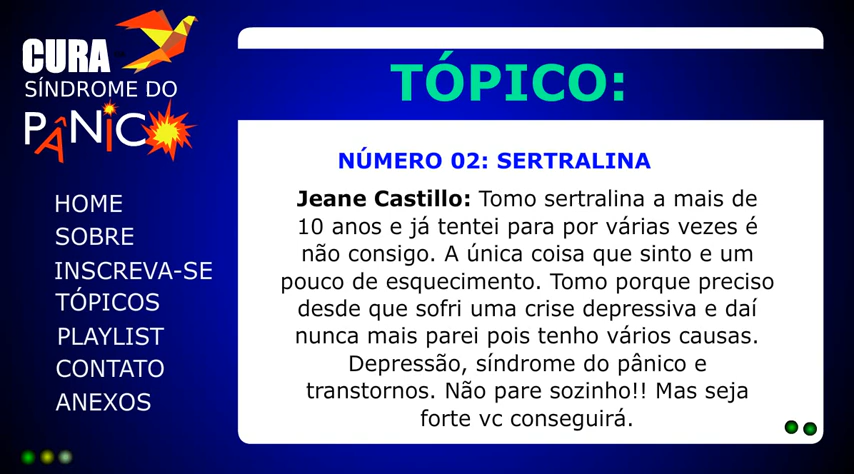 CURA
SÍNDROME DO
PÂNiCO
HOME
SOBRE
INSCREVA-SE
TÓPICOS
PLAYLIST
CONTATO
ANEXOS
TÓPICO:
NÚMERO 02: SERTRALINA
Jeane Castillo: Tomo sertralina a mais de
10 anos e já tentei para por várias vezes é
não consigo. A única coisa que sinto e um
pouco de esquecimento. Tomo porque preciso
desde que sofri uma crise depressiva e daí
nunca mais parei pois tenho vários causas.
Depressão, síndrome do pânico e
transtornos. Não pare sozinho!! Mas seja
forte vc conseguirá.